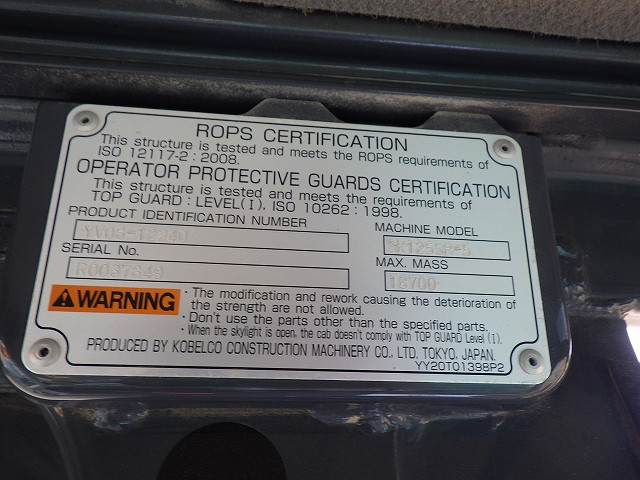 ROPS CERTIFICATION
This structure is tested and meets the ROPS requirements of
ISO 12117-2 : 2008.
OPERATOR PROTECTIVE GUARDS CERTIFICATION
This structure is tested and meets the requirements of
TOP GUARD : LEVEL(I). ISO 10262 : 1998.
PRODUCT IDENTIFICATION NUMBER
MACHINE MODEL
SERIAL No.
R0037849
MAX. MASS
WARNING
· The modification and rework causing the deterioration of
the strength are not allowed.
· Don't use the parts other than the specified parts.
· When the skylight is open, the cab doesn't comply with TOP GUARD Level (I).
PRODUCED BY KOBELCO CONSTRUCTION MACHINERY CO., LTD. TOKYO, JAPAN.
YY20T01398P2